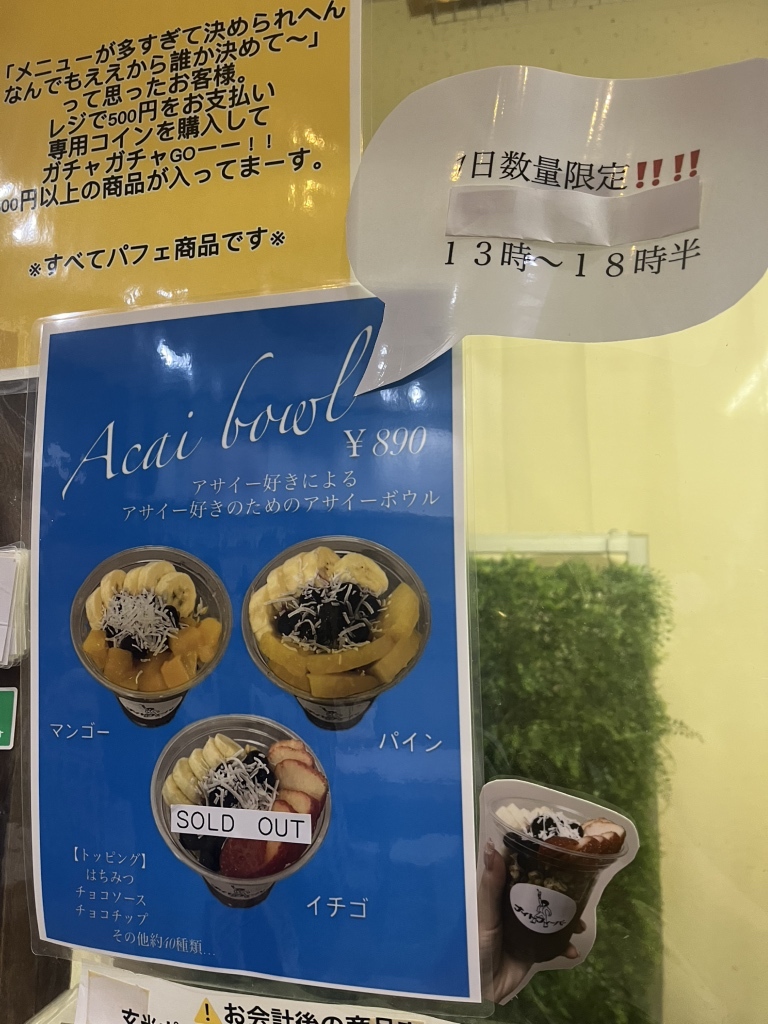 「メニューが多すぎて決められへん
なんでもええから誰か決めて〜」
って思ったお客様。
レジで500円をお支払い
専用コインを購入して
ガチャガチャGOーー！！
00円以上の商品が入ってまーす。
※すべてパフェ商品です※
1日数量限定‼️‼️
１３時〜１８時半
Acai bowl
￥890
アサイー好きによる
アサイー好きのためのアサイーボウル
マンゴー
パイン
SOLD OUT
イチゴ
【トッピング】
はちみつ
チョコソース
チョコチップ
その他約40種類...
お会計後の商品